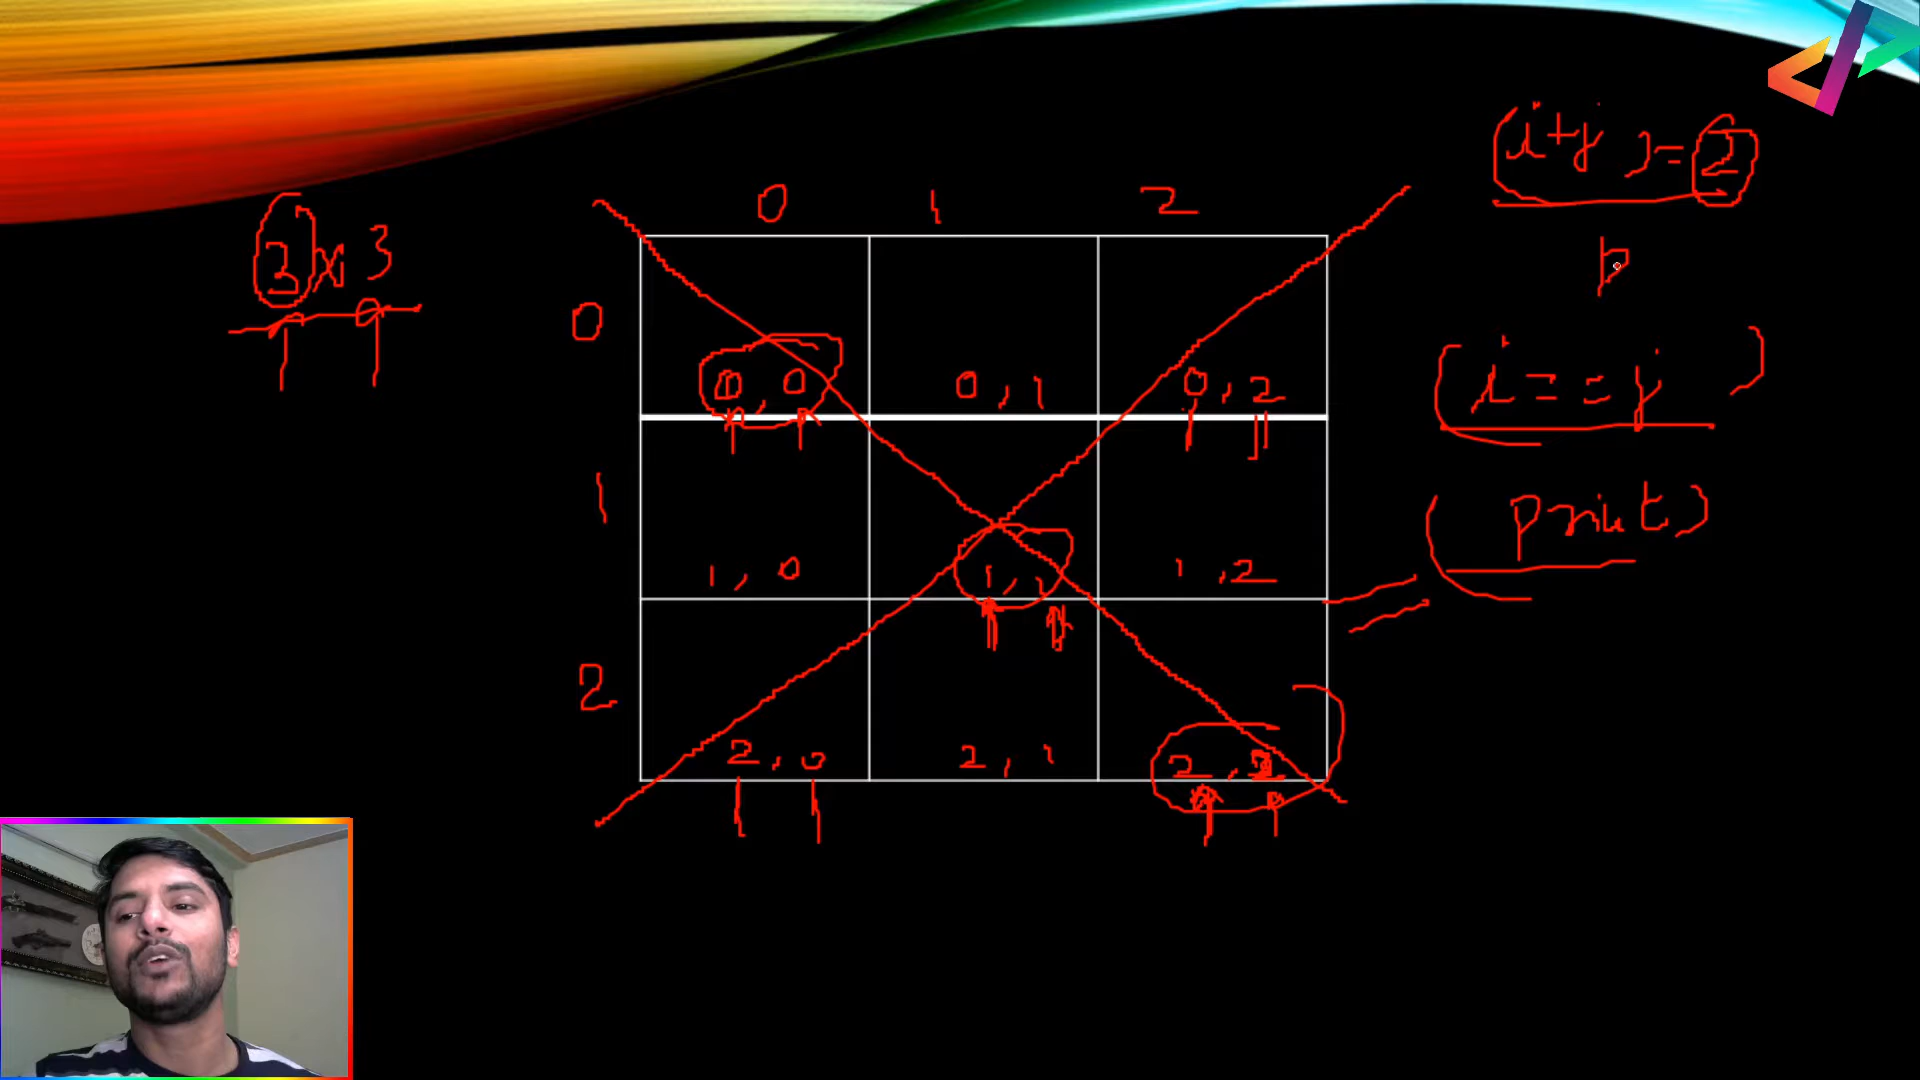 (i+j)=2
p
3x3
0 1 2
0 0,0 0,1 0,2
1 1,0 1,1 1,2
2 2,0 2,1 2,2
(i==j)
(print)